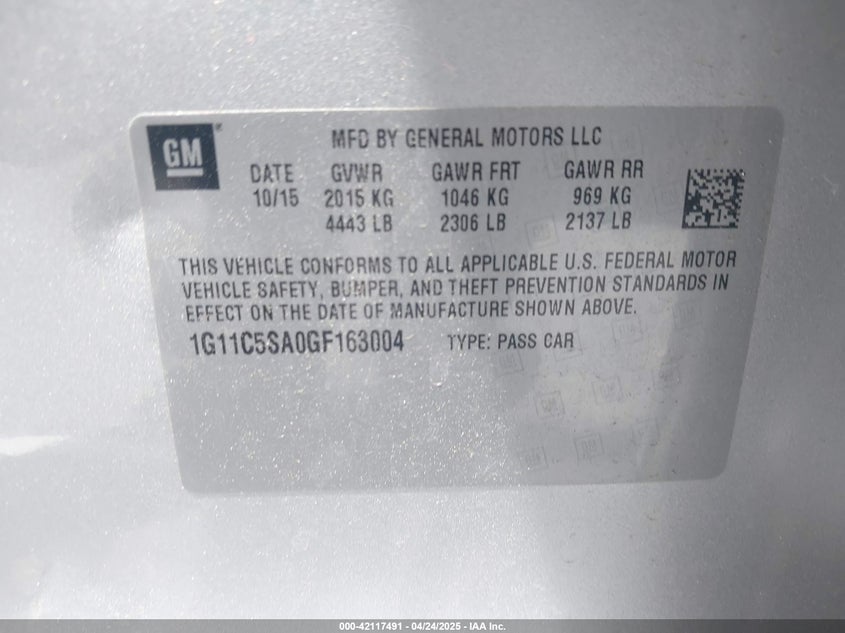 GM
MFD BY GENERAL MOTORS LLC
DATE GVWR GAWR FRT GAWR RR
10/15 2015 KG 1046 KG 969 KG
4443 LB 2306 LB 2137 LB
THIS VEHICLE CONFORMS TO ALL APPLICABLE U.S. FEDERAL MOTOR
VEHICLE SAFETY, BUMPER, AND THEFT PREVENTION STANDARDS IN
EFFECT ON THE DATE OF MANUFACTURE SHOWN ABOVE.
1G11C5SA0GF163004 TYPE: PASS CAR
000-42117491 - 04/24/2025 - IAA Inc.